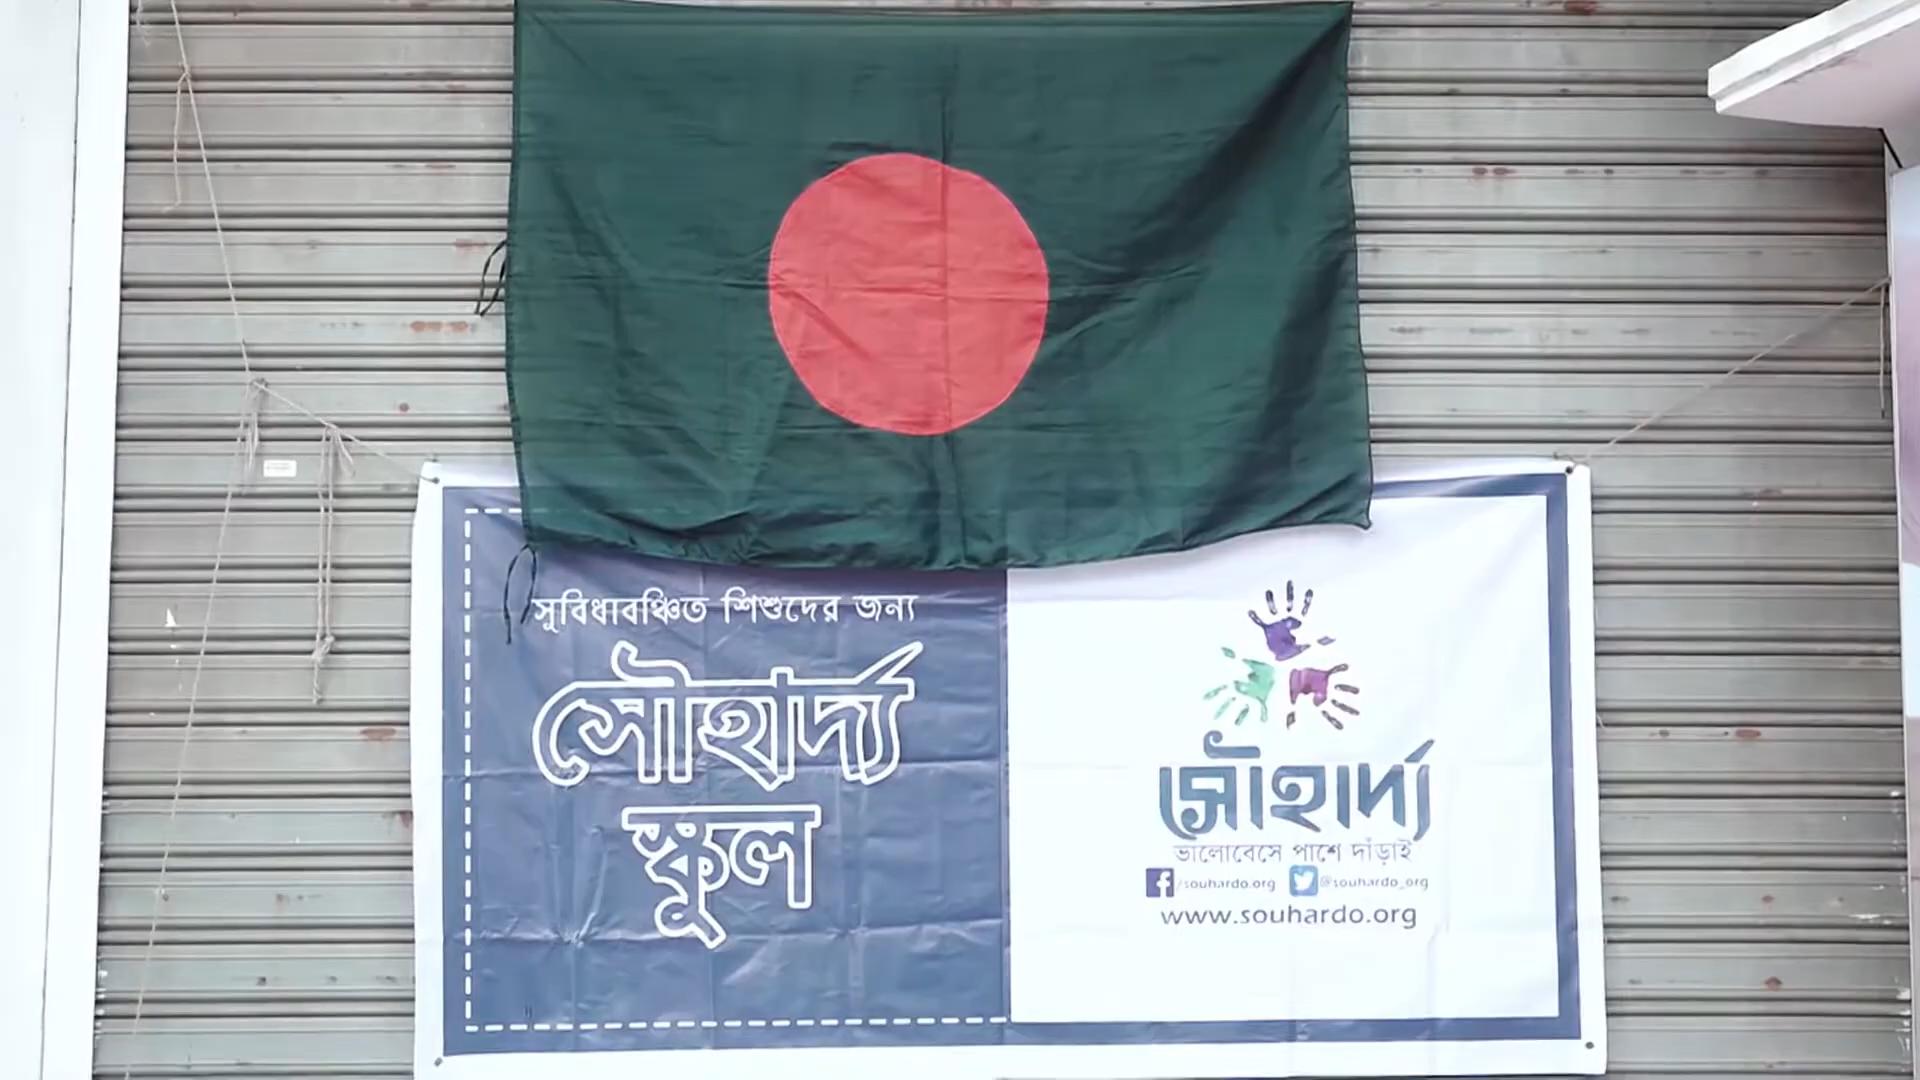 সুবিধাবঞ্চিত শিশুদের জন্য
সৌহার্দ্য
স্কুল
সৌহার্দ্য
ভালোবেসে পাশে দাঁড়াই
/souhardo.org @souhardo_org
www.souhardo.org